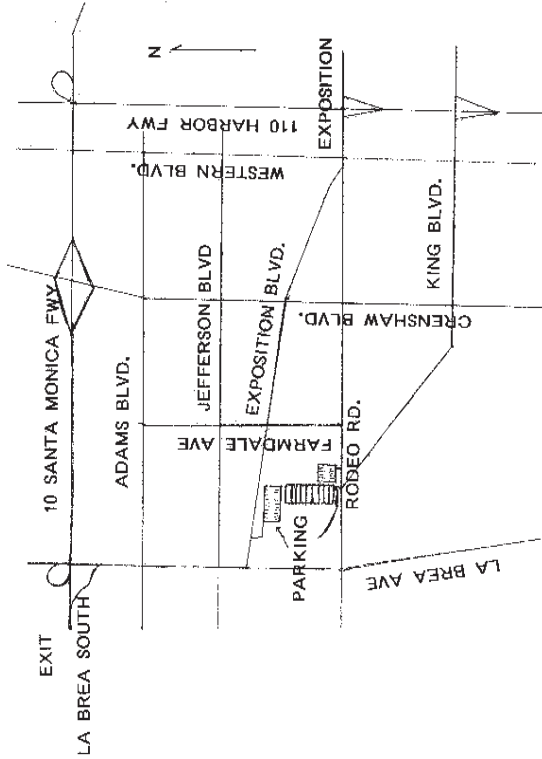 EXIT
LA BREA SOUTH
10 SANTA MONICA FWY
ADAMS BLVD.
JEFFERSON BLVD
EXPOSITION BLVD.
FARMDALE AVE
PARKING
RODEO RD.
LA BREA AVE
CRENSHAW BLVD.
KING BLVD.
WESTERN BLVD.
110 HARBOR FWY
EXPOSITION
N